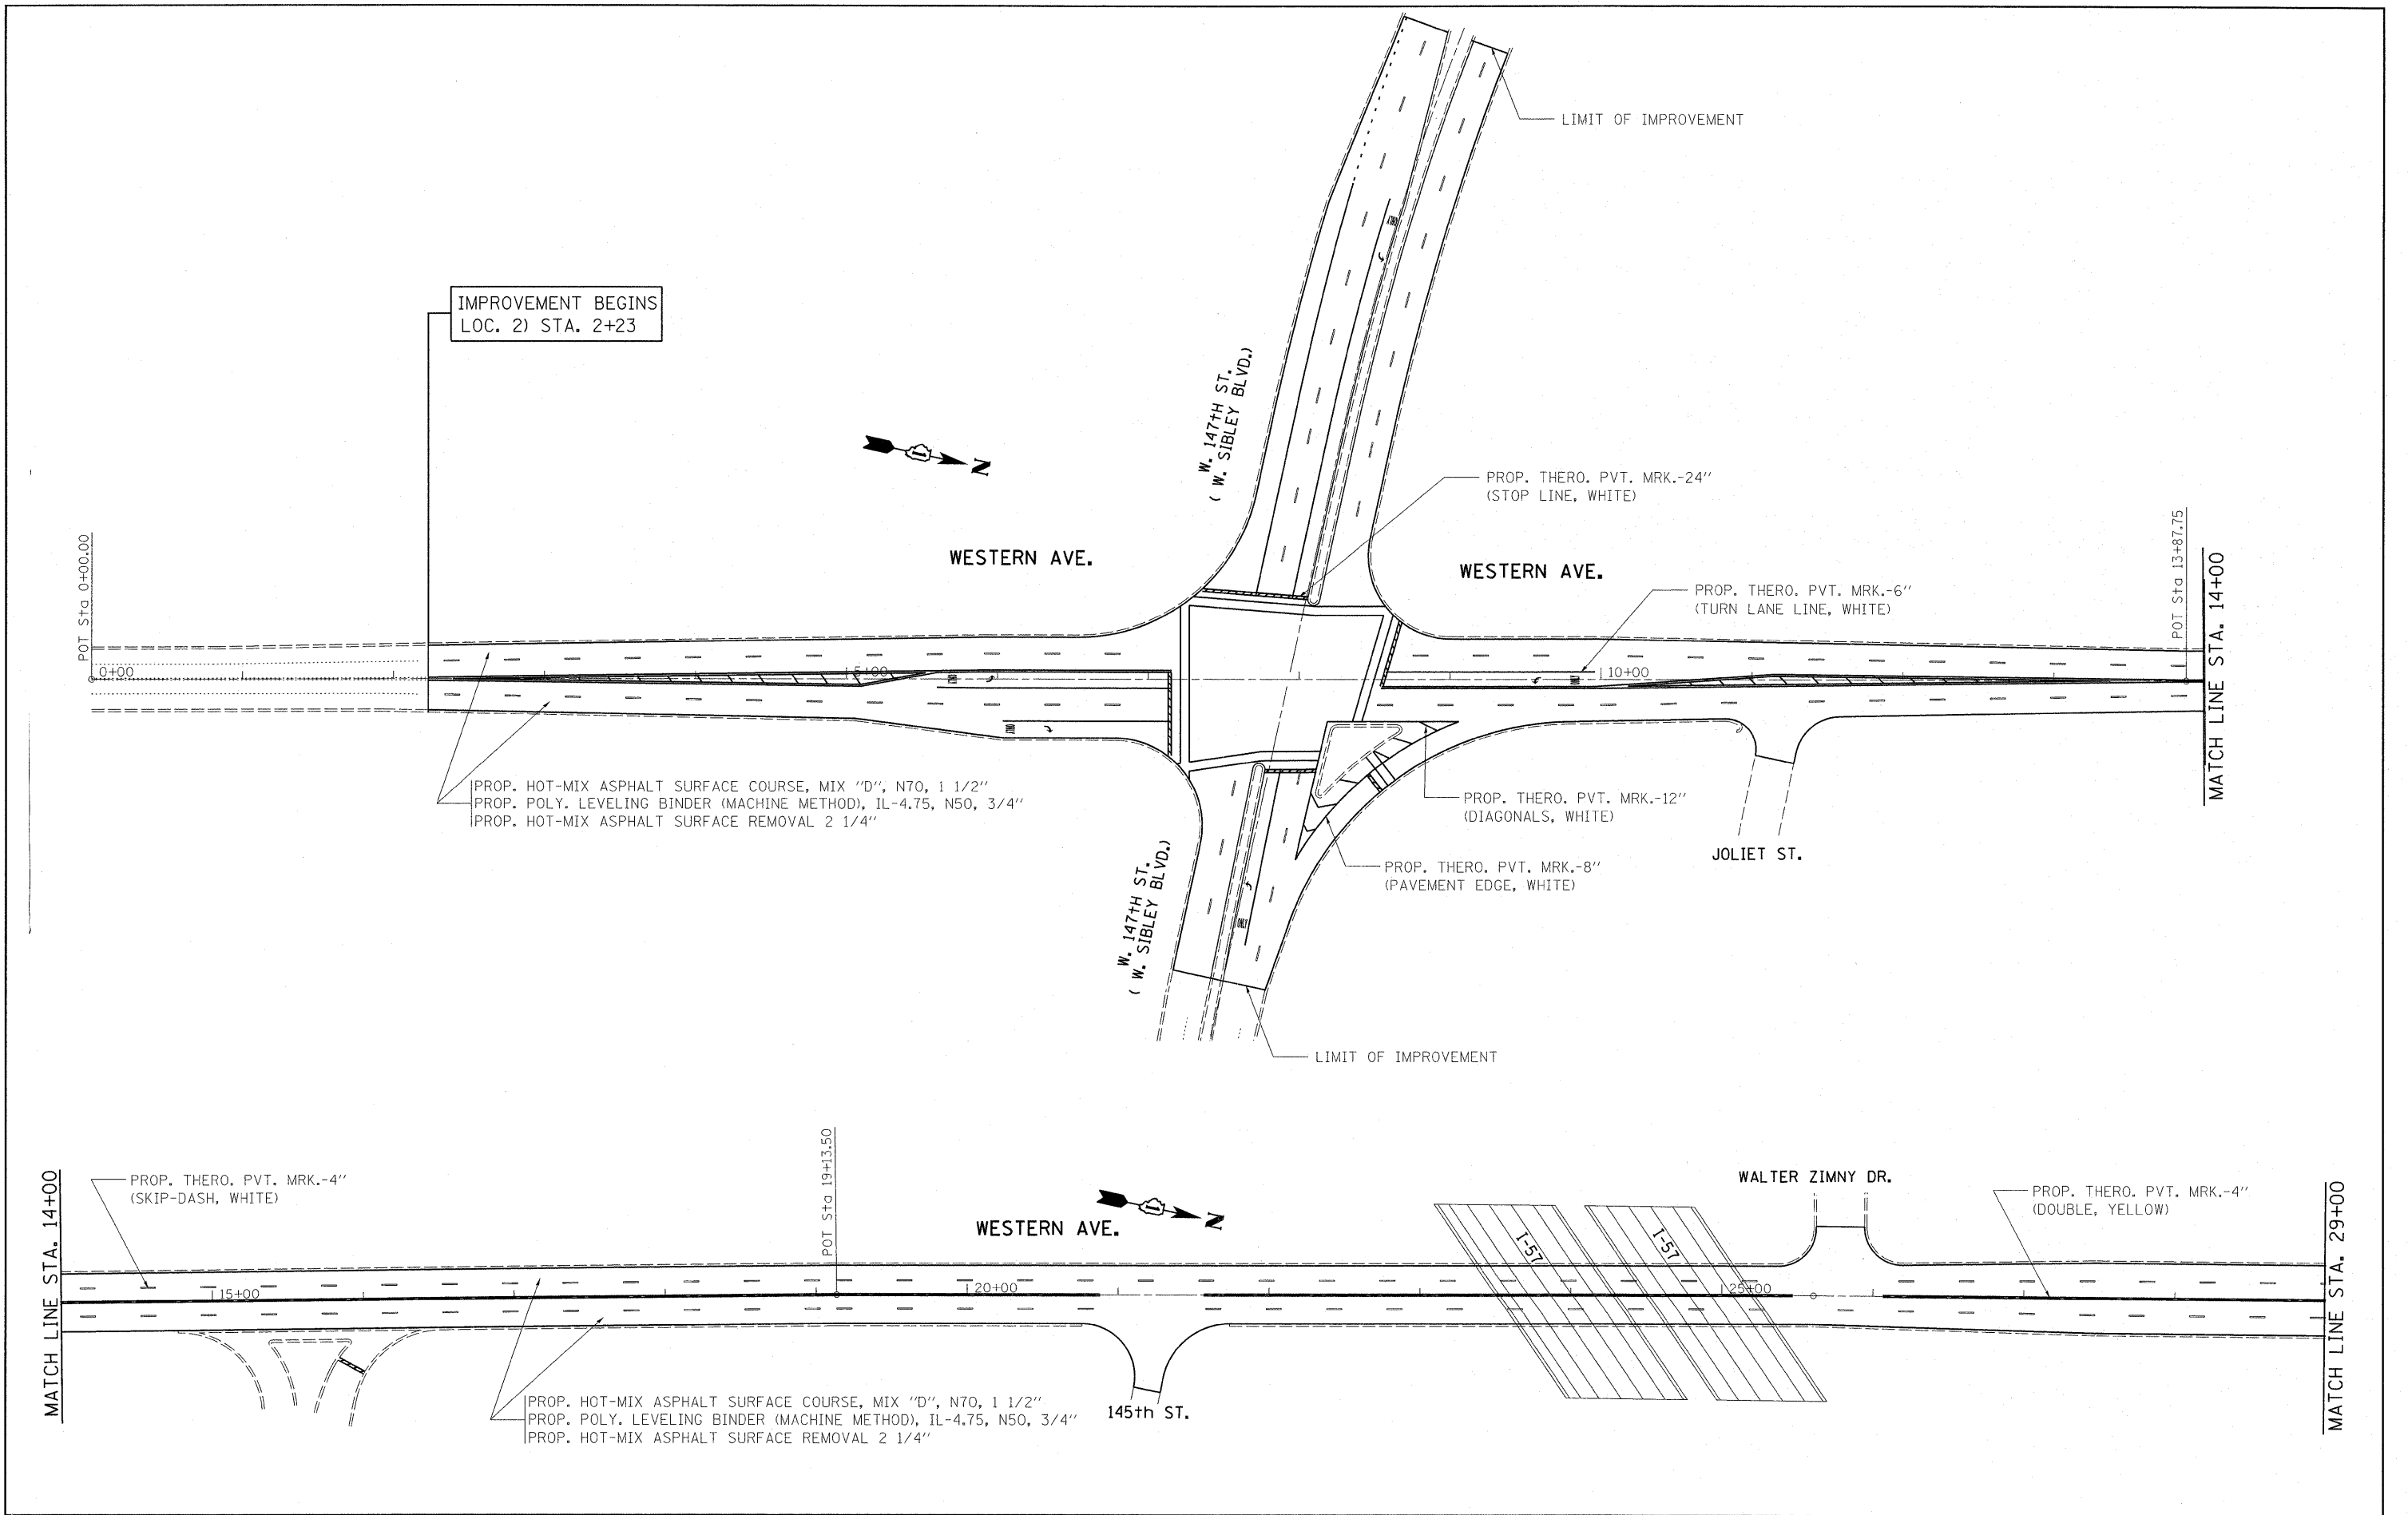 LIMIT OF IMPROVEMENT
IMPROVEMENT BEGINS
LOC. 2) STA. 2+23
W. 147tH ST.
( W. SIBLEY BLVD.)
1
N
PROP. THERO. PVT. MRK.-24"
(STOP LINE, WHITE)
WESTERN AVE.
WESTERN AVE.
PROP. THERO. PVT. MRK.-6"
(TURN LANE LINE, WHITE)
POT Sta 0+00.00
POT Sta 13+87.75
MATCH LINE STA. 14+00
0+00
5+00
10+00
ONLY
ONLY
ONLY
ONLY
PROP. HOT-MIX ASPHALT SURFACE COURSE, MIX "D", N70, 1 1/2"
PROP. POLY. LEVELING BINDER (MACHINE METHOD), IL-4.75, N50, 3/4"
PROP. HOT-MIX ASPHALT SURFACE REMOVAL 2 1/4"
PROP. THERO. PVT. MRK.-12"
(DIAGONALS, WHITE)
JOLIET ST.
PROP. THERO. PVT. MRK.-8"
(PAVEMENT EDGE, WHITE)
W. 147tH ST.
( W. SIBLEY BLVD.)
ONLY
LIMIT OF IMPROVEMENT
MATCH LINE STA. 14+00
PROP. THERO. PVT. MRK.-4"
(SKIP-DASH, WHITE)
POT Sta 19+13.50
WESTERN AVE.
1
N
WALTER ZIMNY DR.
PROP. THERO. PVT. MRK.-4"
(DOUBLE, YELLOW)
I-57
I-57
15+00
20+00
25+00
MATCH LINE STA. 29+00
PROP. HOT-MIX ASPHALT SURFACE COURSE, MIX "D", N70, 1 1/2"
PROP. POLY. LEVELING BINDER (MACHINE METHOD), IL-4.75, N50, 3/4"
PROP. HOT-MIX ASPHALT SURFACE REMOVAL 2 1/4"
145th ST.